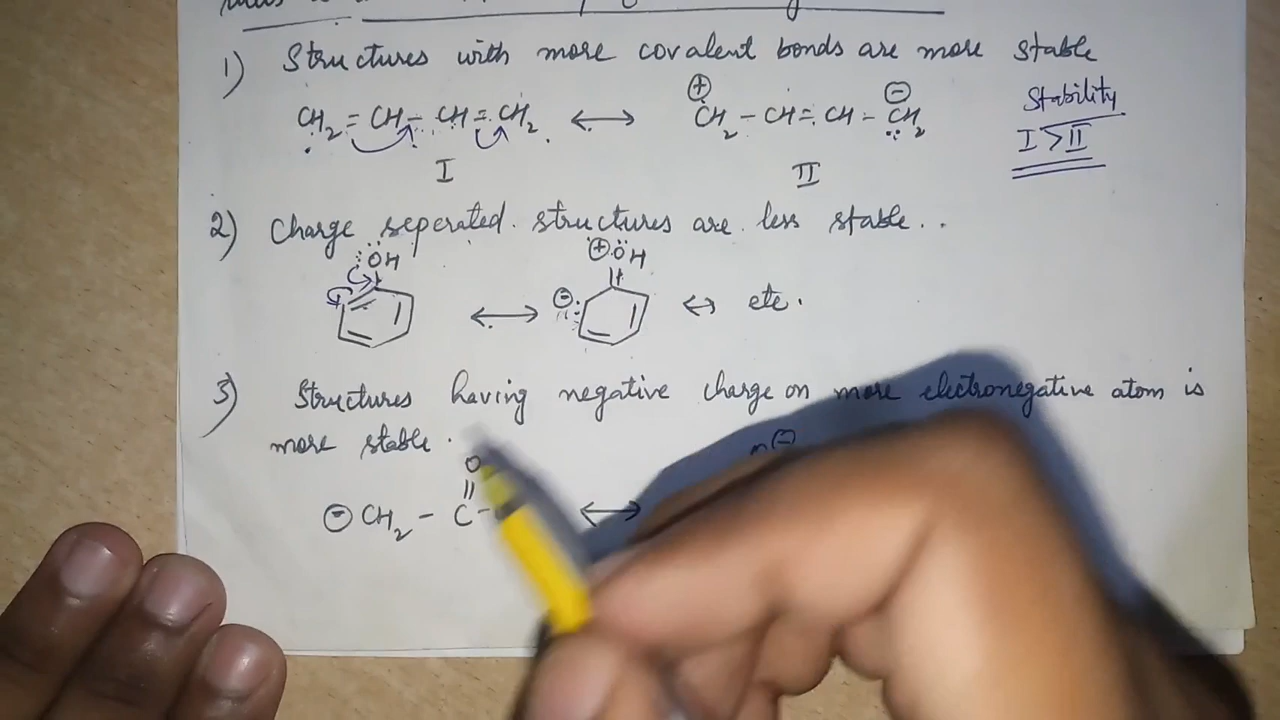 1) Structures with more covalent bonds are more stable
CH2 = CH – CH = CH2 ↔ ⊕CH2 – CH = CH – CH2⊖
Stability
I > II
I II
2) Charge seperated structures are less stable..
:ÖH ↔ ⊕ÖH ⊖: ↔ etc.
3) Structures having negative charge on more electronegative atom is
more stable.
O ⊖
⊖ CH2 – C – ↔